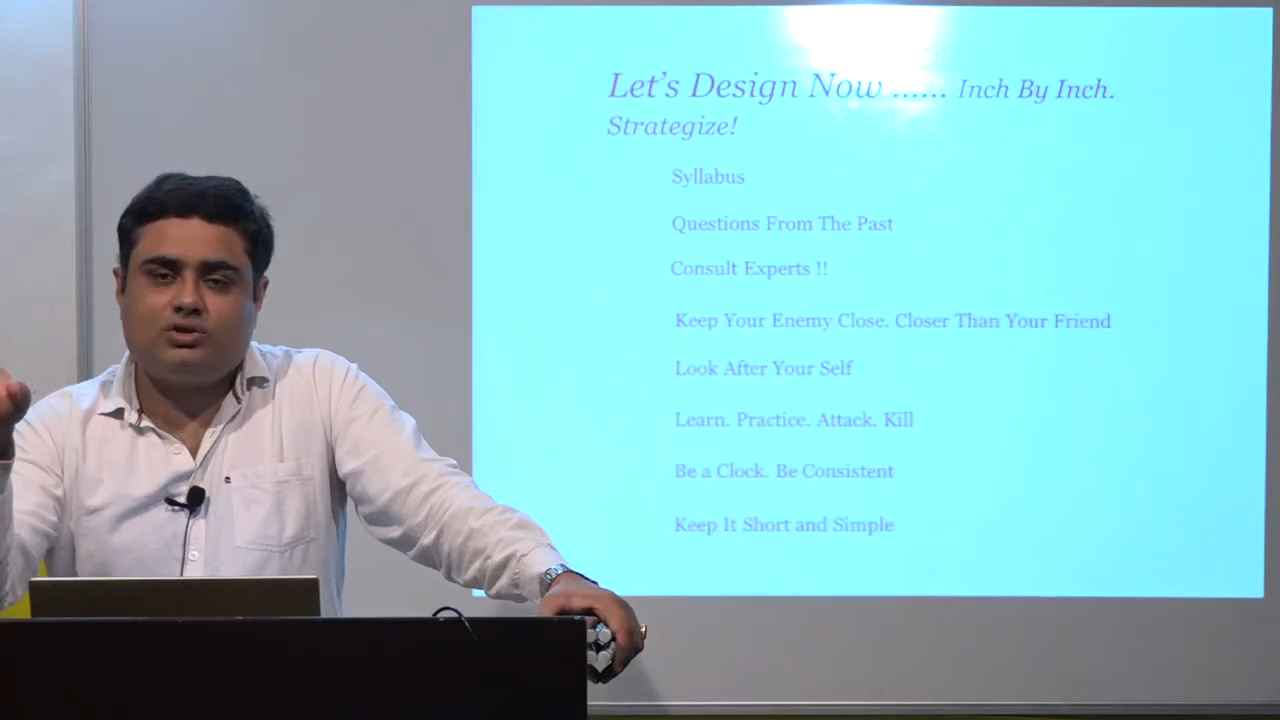 Let's Design Now ...... Inch By Inch.
Strategize!
Syllabus
Questions From The Past
Consult Experts !!
Keep Your Enemy Close. Closer Than Your Friend
Look After Your Self
Learn. Practice. Attack. Kill
Be a Clock. Be Consistent
Keep It Short and Simple